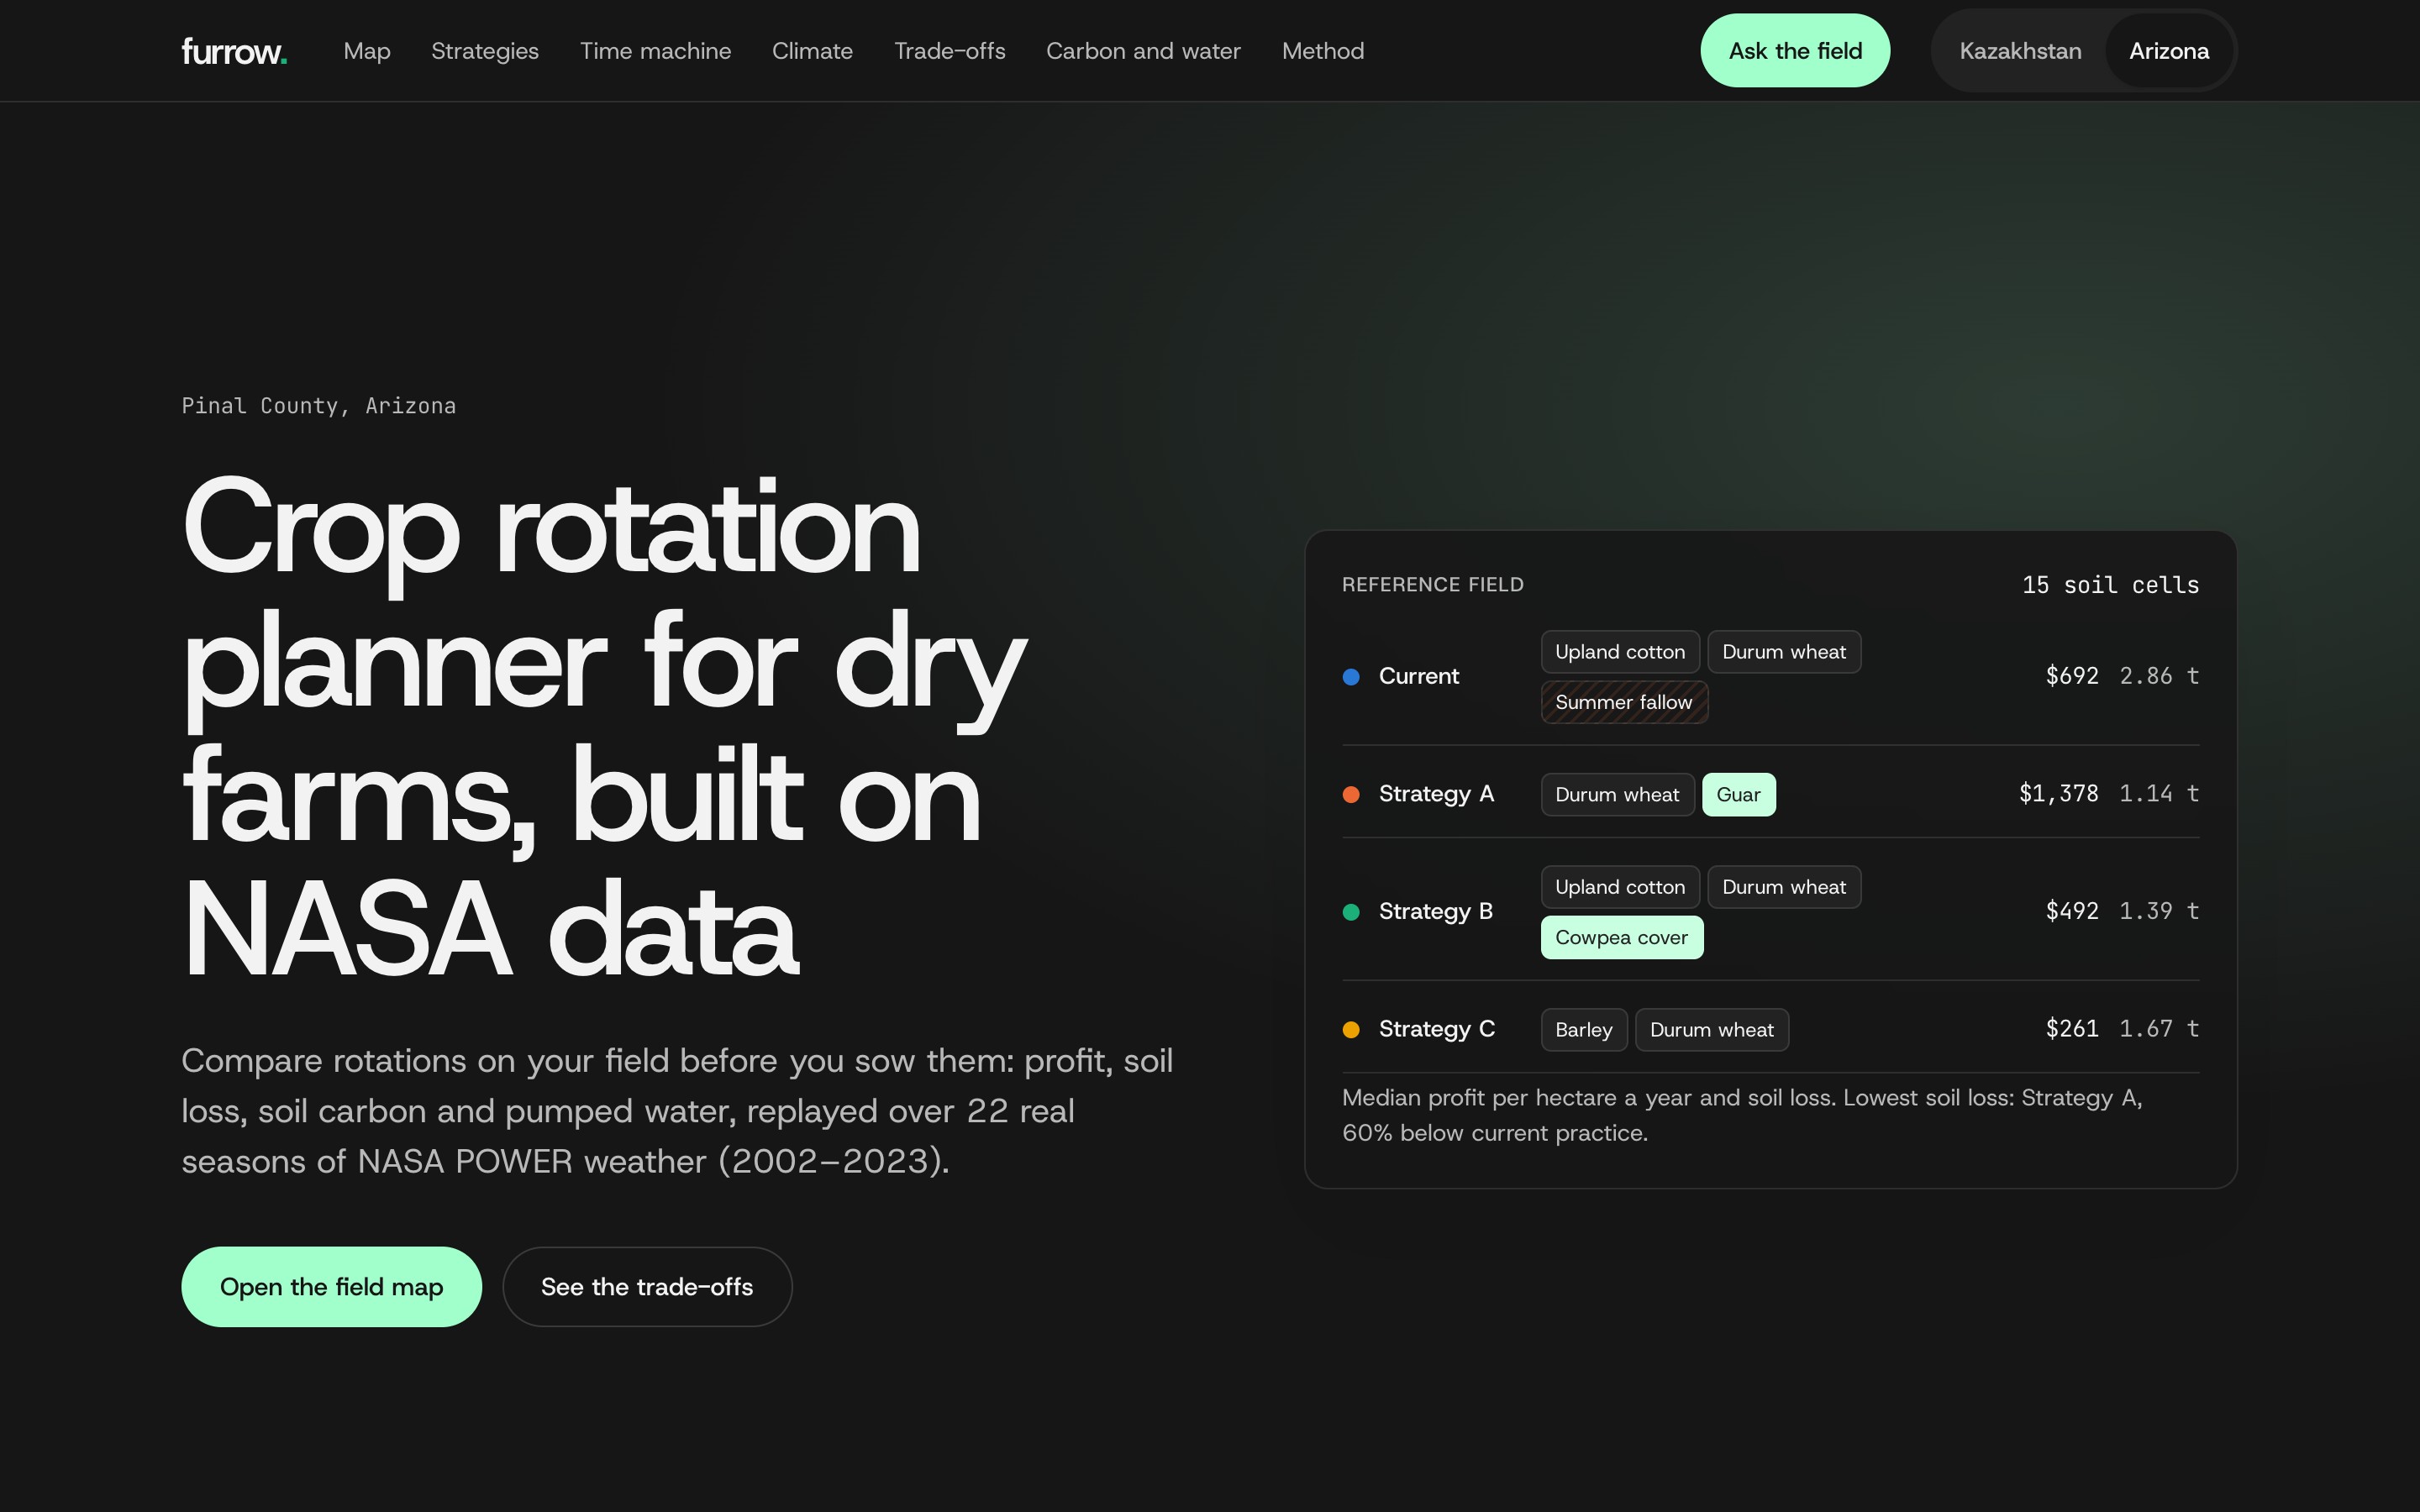 furrow.
Map Strategies Time machine Climate Trade-offs Carbon and water Method
Ask the field
Kazakhstan Arizona
Pinal County, Arizona
Crop rotation
planner for dry
farms, built on
NASA data
Compare rotations on your field before you sow them: profit, soil
loss, soil carbon and pumped water, replayed over 22 real
seasons of NASA POWER weather (2002–2023).
Open the field map See the trade-offs
REFERENCE FIELD 15 soil cells
Current Upland cotton Durum wheat $692 2.86 t
Summer fallow
Strategy A Durum wheat Guar $1,378 1.14 t
Strategy B Upland cotton Durum wheat $492 1.39 t
Cowpea cover
Strategy C Barley Durum wheat $261 1.67 t
Median profit per hectare a year and soil loss. Lowest soil loss: Strategy A,
60% below current practice.